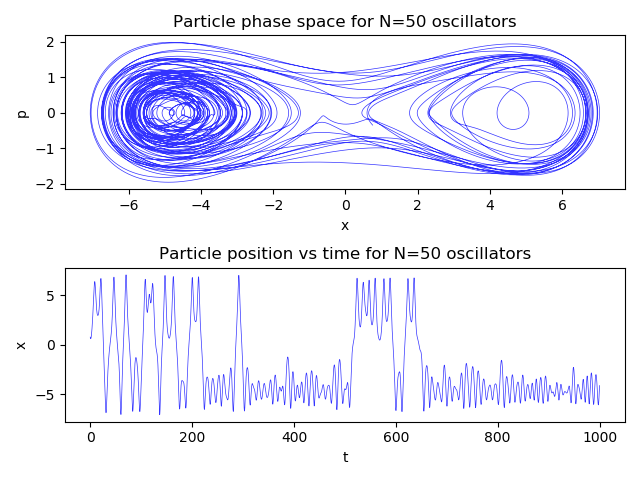 Particle phase space for N=50 oscillators
2
1
0
−1
−2
p
−6 −4 −2 0 2 4 6
x
Particle position vs time for N=50 oscillators
5
0
−5
x
0 200 400 600 800 1000
t